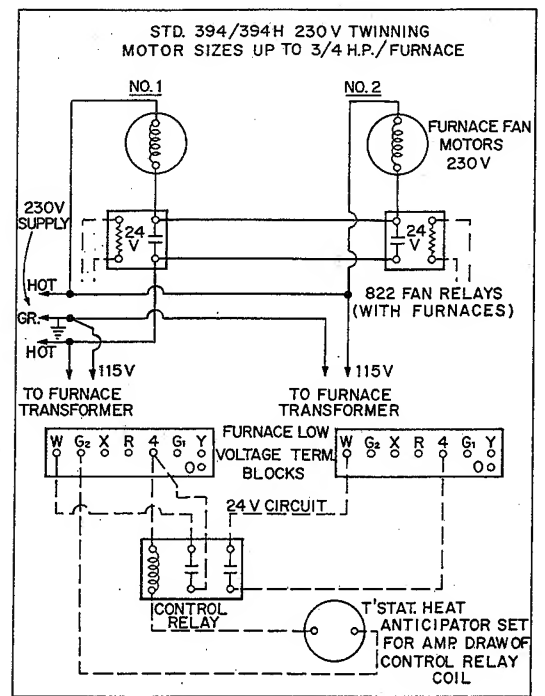 STD. 394/394H 230V TWINNING
MOTOR SIZES UP TO 3/4 H.P./FURNACE
NO.1
NO.2
FURNACE FAN
MOTORS
230V
230V
SUPPLY
24
V
24
V
HOT
GR.
HOT
822 FAN RELAYS
(WITH FURNACES)
115V
115V
TO FURNACE
TRANSFORMER
TO FURNACE
TRANSFORMER
W G2 X R 4 G1 Y
O
FURNACE LOW
VOLTAGE TERM.
BLOCKS
W G2 X R 4 G1 Y
O
24V CIRCUIT
CONTROL
RELAY
T'STAT. HEAT
ANTICIPATOR SET
FOR AMP. DRAW OF
CONTROL RELAY
COIL